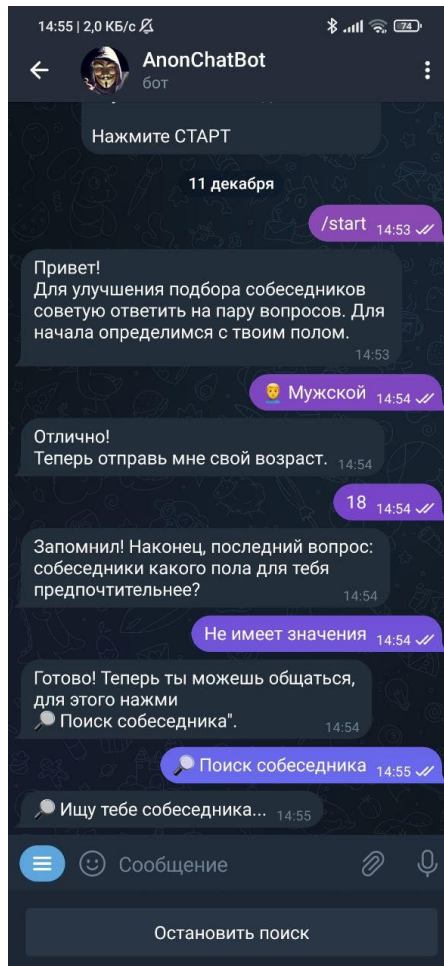 14:55 | 2,0 КБ/с
74
AnonChatBot
бот
Нажмите СТАРТ
11 декабря
/start 14:53
Привет!
Для улучшения подбора собеседников
советую ответить на пару вопросов. Для
начала определимся с твоим полом.
14:53
Мужской 14:54
Отлично!
Теперь отправь мне свой возраст. 14:54
18 14:54
Запомнил! Наконец, последний вопрос:
собеседники какого пола для тебя
предпочтительнее? 14:54
Не имеет значения 14:54
Готово! Теперь ты можешь общаться,
для этого нажми
🔎 Поиск собеседника". 14:54
🔎 Поиск собеседника 14:55
🔎 Ищу тебе собеседника... 14:55
Сообщение
Остановить поиск